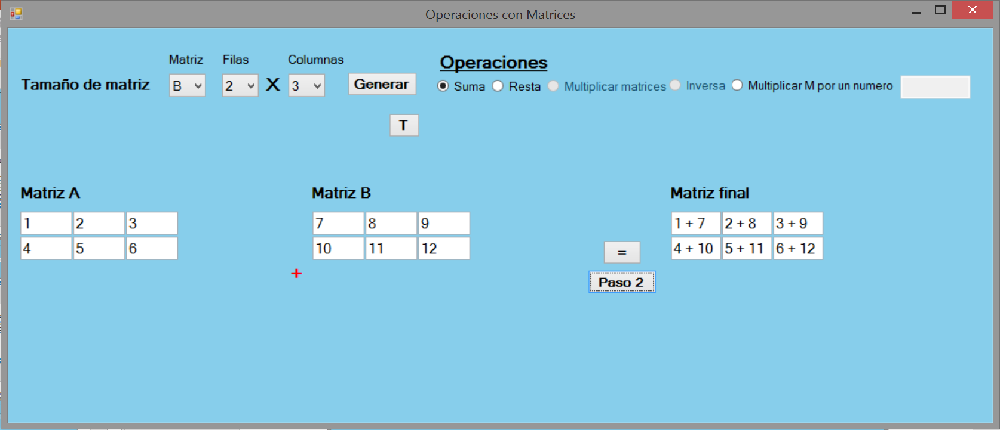 Operaciones con Matrices
Matriz Filas Columnas
Operaciones
Tamaño de matriz B 2 X 3 Generar
Suma Resta Multiplicar matrices Inversa Multiplicar M por un numero
T
Matriz A Matriz B Matriz final
1 2 3 7 8 9 1 + 7 2 + 8 3 + 9
4 5 6 10 11 12 4 + 10 5 + 11 6 + 12
=
+
Paso 2